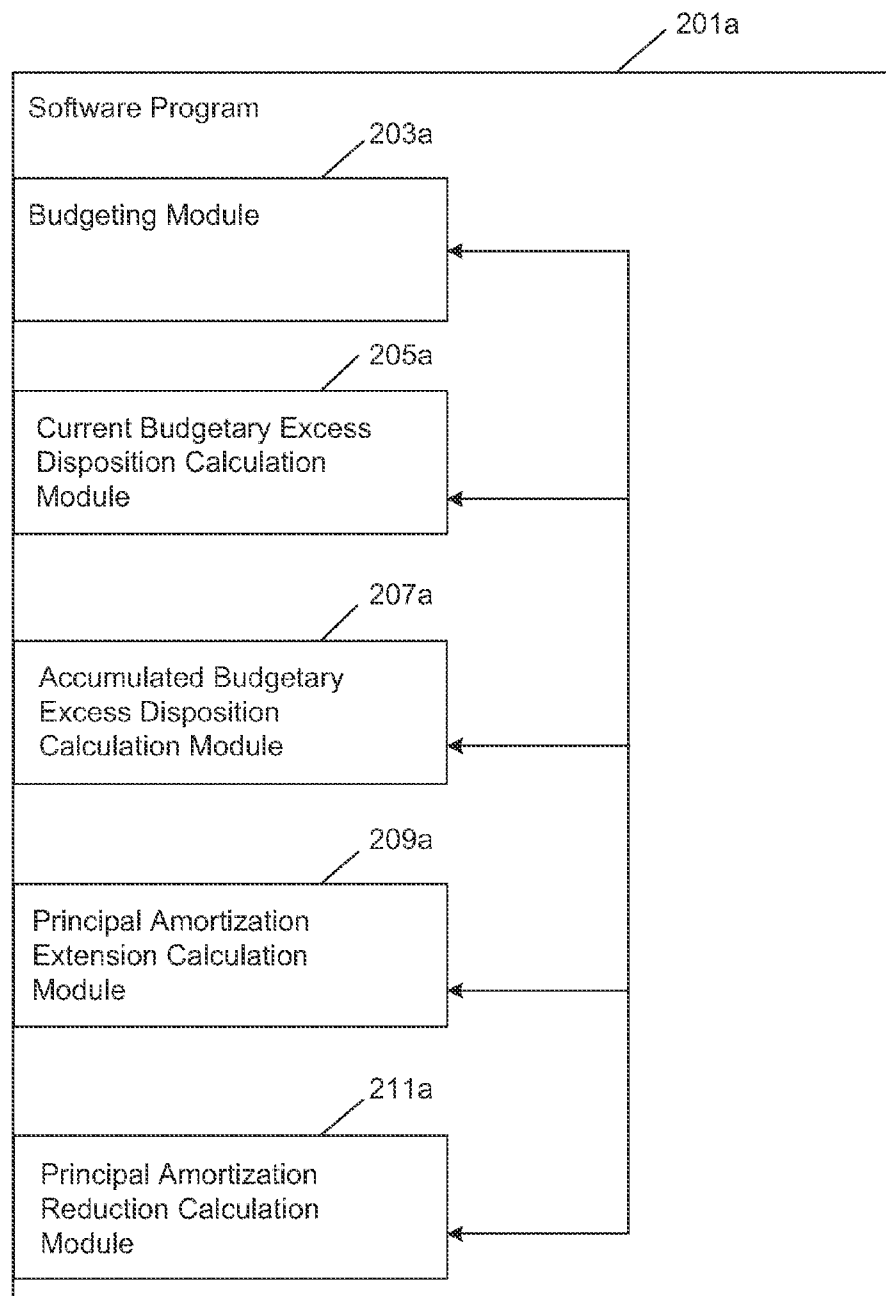 201a
Software Program
203a
Budgeting Module
205a
Current Budgetary Excess
Disposition Calculation
Module
207a
Accumulated Budgetary
Excess Disposition
Calculation Module
209a
Principal Amortization
Extension Calculation
Module
211a
Principal Amortization
Reduction Calculation
Module